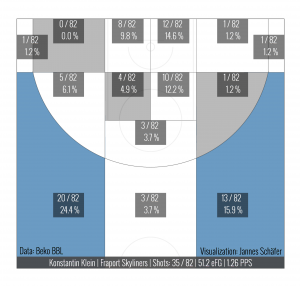 0 / 82
0.0 %
8 / 82
9.8 %
12 / 82
14.6 %
1 / 82
1.2 %
1 / 82
1.2 %
1 / 82
1.2 %
5 / 82
6.1 %
4 / 82
4.9 %
10 / 82
12.2 %
1 / 82
1.2 %
3 / 82
3.7 %
20 / 82
24.4 %
3 / 82
3.7 %
13 / 82
15.9 %
Data: Beko BBL
Visualization: Jannes Schäfer
Konstantin Klein | Fraport Skyliners | Shots: 35 / 82 | 51.2 eFG | 1.26 PPS